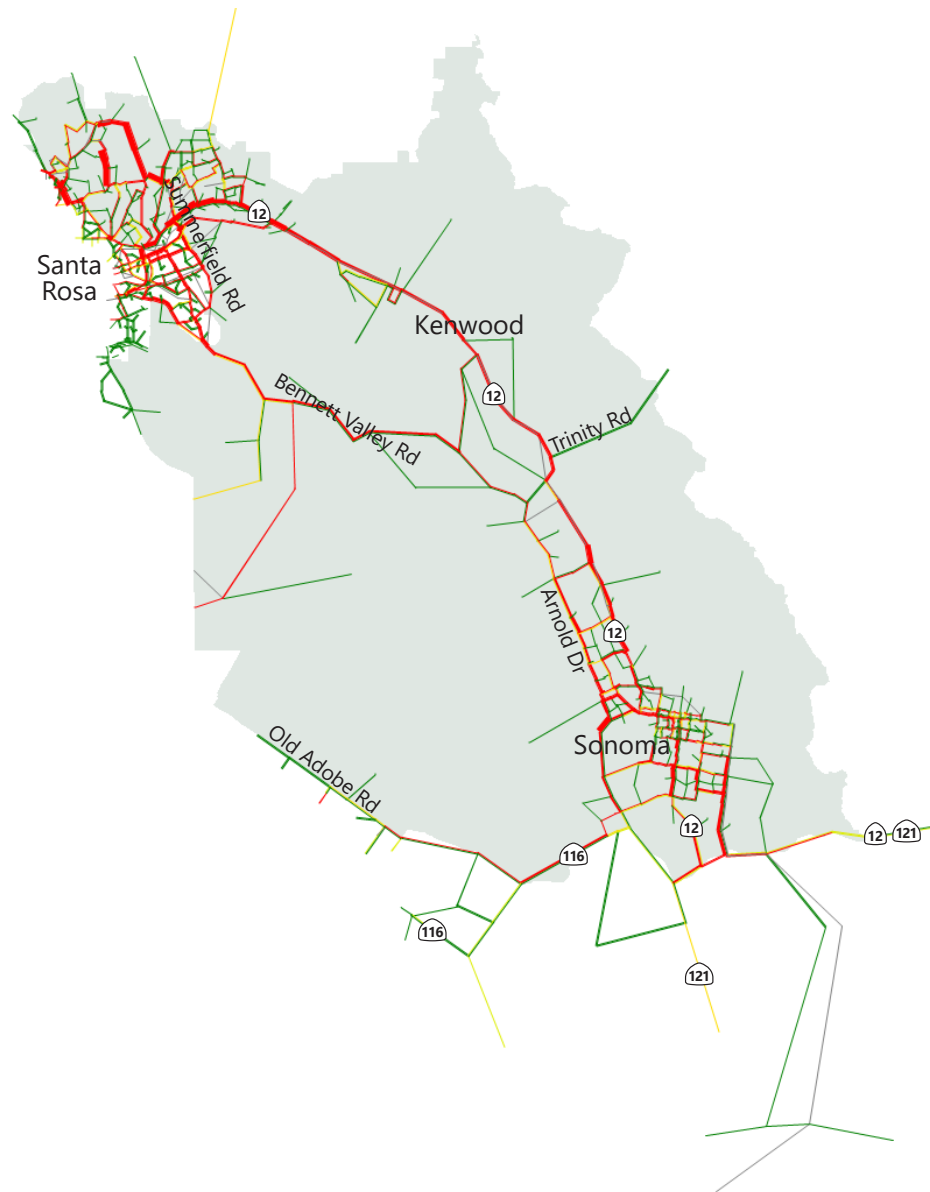 12
Summerfield Rd
Santa
Rosa
Kenwood
Bennett Valley Rd
12
Trinity Rd
Arnold Dr
12
Sonoma
Old Adobe Rd
12
12
121
116
116
121